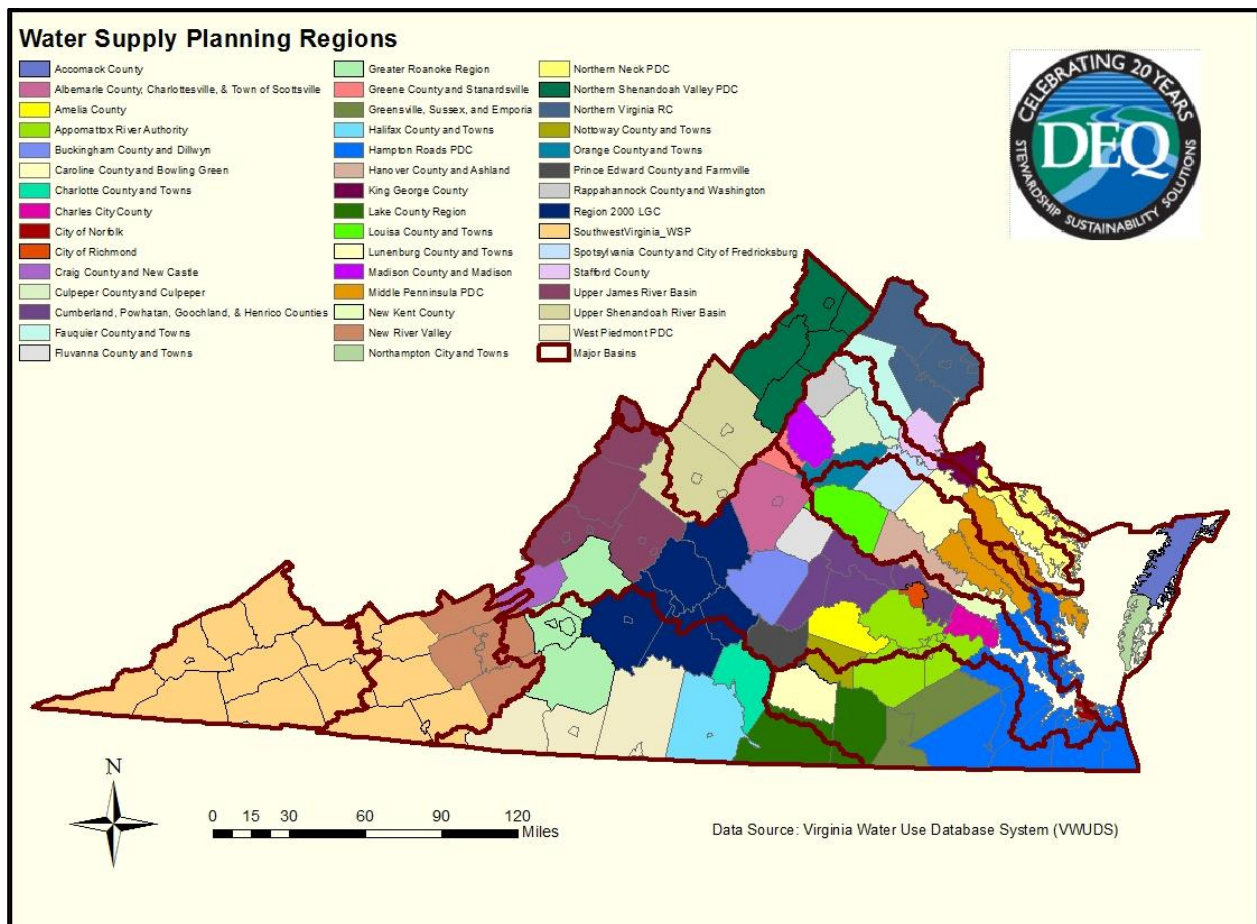 Water Supply Planning Regions
Accomack County
Albemarle County, Charlottesville, & Town of Scottsville
Amelia County
Appomattox River Authority
Buckingham County and Dillwyn
Caroline County and Bowling Green
Charlotte County and Towns
Charles City County
City of Norfolk
City of Richmond
Craig County and New Castle
Culpeper County and Culpeper
Cumberland, Powhatan, Goochland, & Henrico Counties
Fauquier County and Towns
Fluvanna County and Towns
Greater Roanoke Region
Greene County and Stanardsville
Greensville, Sussex, and Emporia
Halifax County and Towns
Hampton Roads PDC
Hanover County and Ashland
King George County
Lake County Region
Louisa County and Towns
Lunenburg County and Towns
Madison County and Madison
Middle Penninsula PDC
New Kent County
New River Valley
Northampton City and Towns
Northern Neck PDC
Northern Shenandoah Valley PDC
Northern Virginia RC
Nottoway County and Towns
Orange County and Towns
Prince Edward County and Farmville
Rappahannock County and Washington
Region 2000 LGC
SouthwestVirginia_WSP
Spotsylvania County and City of Fredricksburg
Stafford County
Upper James River Basin
Upper Shenandoah River Basin
West Piedmont PDC
Major Basins
CELEBRATING 20 YEARS
DEQ
STEWARDSHIP SUSTAINABILITY SOLUTIONS
N
0 15 30 60 90 120
Miles
Data Source: Virginia Water Use Database System (VWUDS)